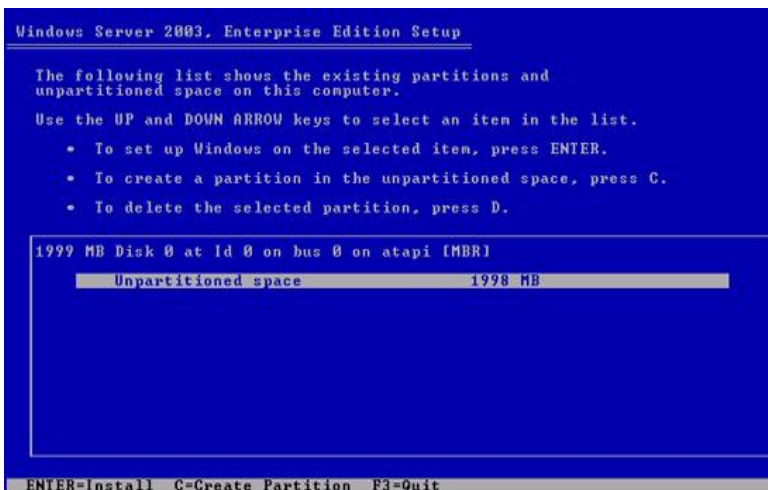 Windows Server 2003, Enterprise Edition Setup
The following list shows the existing partitions and
unpartitioned space on this computer.
Use the UP and DOWN ARROW keys to select an item in the list.
• To set up Windows on the selected item, press ENTER.
• To create a partition in the unpartitioned space, press C.
• To delete the selected partition, press D.
1999 MB Disk 0 at Id 0 on bus 0 on atapi [MBR]
Unpartitioned space 1998 MB
ENTER=Install C=Create Partition F3=Quit